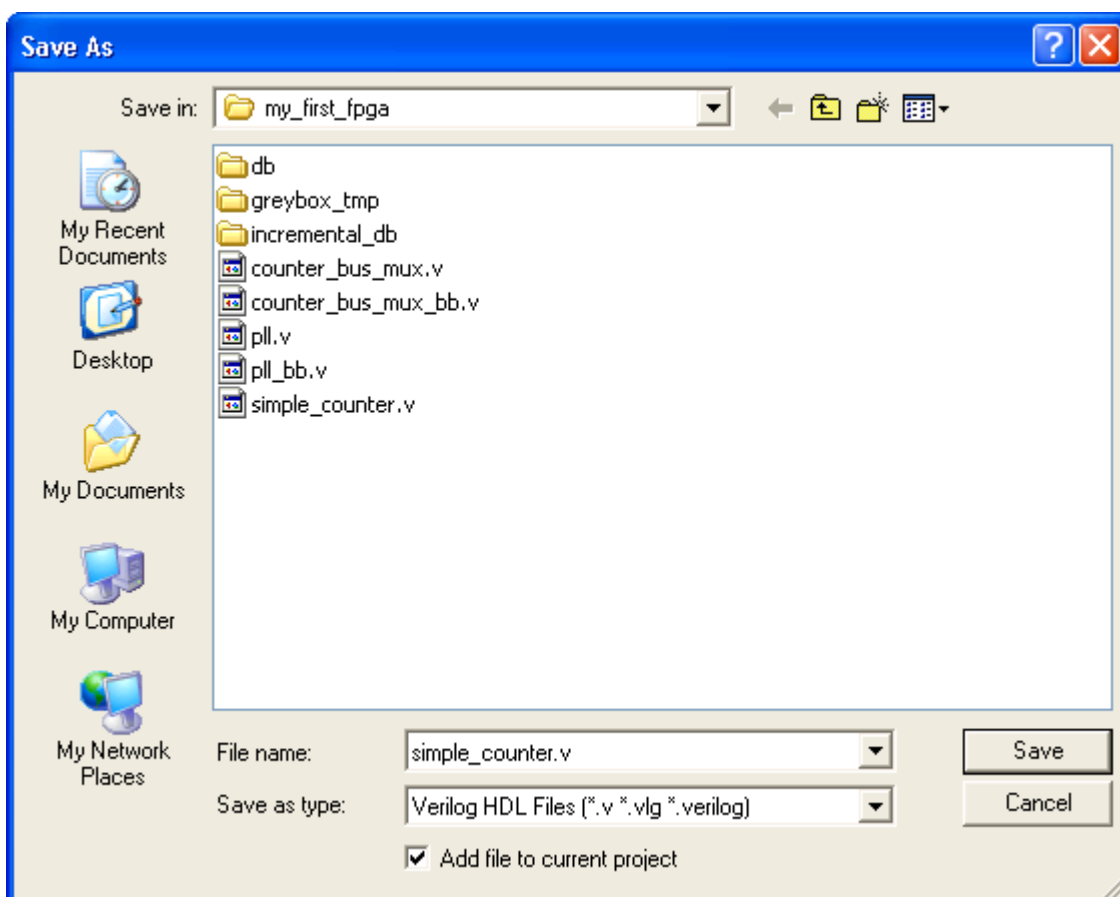 Save As
Save in:
my_first_fpga
My Recent
Documents
Desktop
My Documents
My Computer
My Network
Places
db
greybox_tmp
incremental_db
counter_bus_mux.v
counter_bus_mux_bb.v
pll.v
pll_bb.v
simple_counter.v
File name:
simple_counter.v
Save
Save as type:
Verilog HDL Files (*.v *.vlg *.verilog)
Cancel
Add file to current project